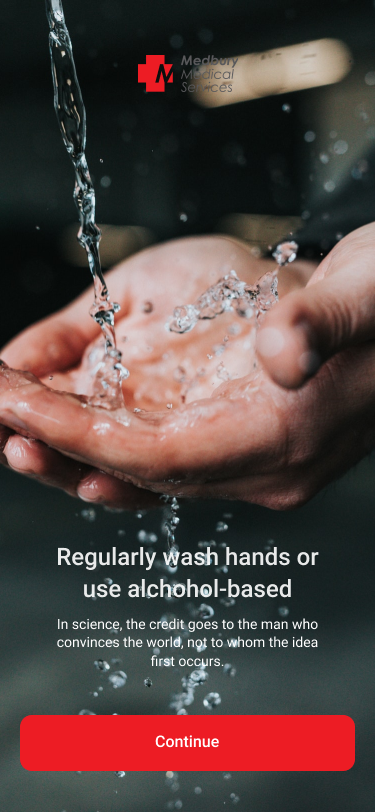 Medbury
Medical
Services
Regularly wash hands or
use alchohol-based
In science, the credit goes to the man who
convinces the world, not to whom the idea
first occurs.
Continue